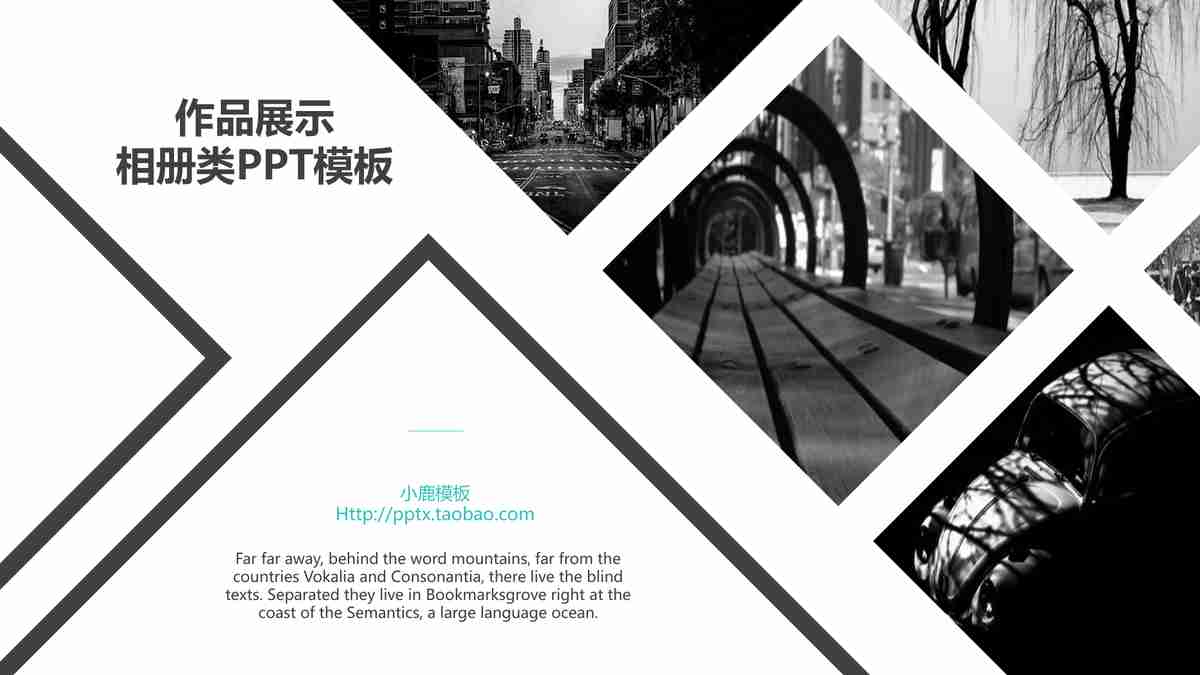 作品展示
相册类PPT模板
小鹿模板
Http://pptx.taobao.com
Far far away, behind the word mountains, far from the
countries Vokalia and Consonantia, there live the blind
texts. Separated they live in Bookmarksgrove right at the
coast of the Semantics, a large language ocean.